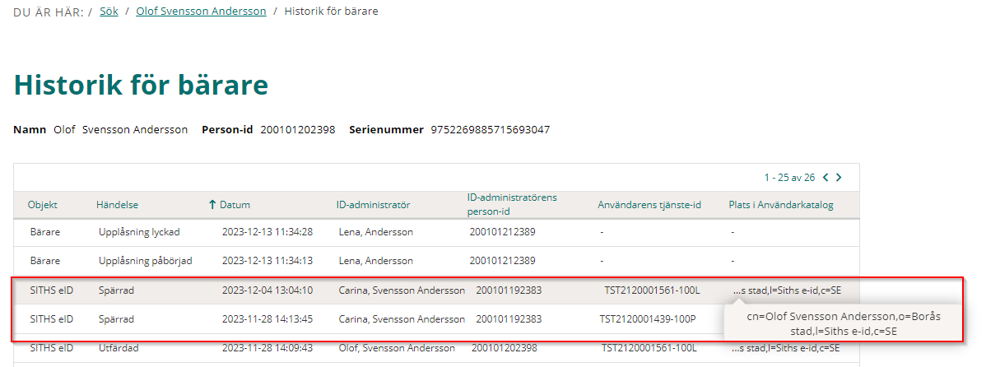 DU ÄR HÄR: / Sök / Olof Svensson Andersson / Historik för bärare
Historik för bärare
Namn Olof Svensson Andersson Person-id 200101202398 Serienummer 9752269885715693047
1 - 25 av 26
Objekt Händelse Datum ID-administratör ID-administratörens person-id Användarens tjänste-id Plats i Användarkatalog
Bärare Upplåsning lyckad 2023-12-13 11:34:28 Lena, Andersson 200101212389 - -
Bärare Upplåsning påbörjad 2023-12-13 11:34:13 Lena, Andersson 200101212389 - -
SITHS eID Spärrad 2023-12-04 13:04:10 Carina, Svensson Andersson 200101192383 TST2120001561-100L ...s stad,l=Siths e-id,c=SE
SITHS eID Spärrad 2023-11-28 14:13:45 Carina, Svensson Andersson 200101192383 TST2120001439-100P
cn=Olof Svensson Andersson,o=Borås
stad,l=Siths e-id,c=SE
SITHS eID Utfärdad 2023-11-28 14:09:43 Olof, Svensson Andersson 200101202398 TST2120001561-100L ...s stad,l=Siths e-id,c=SE